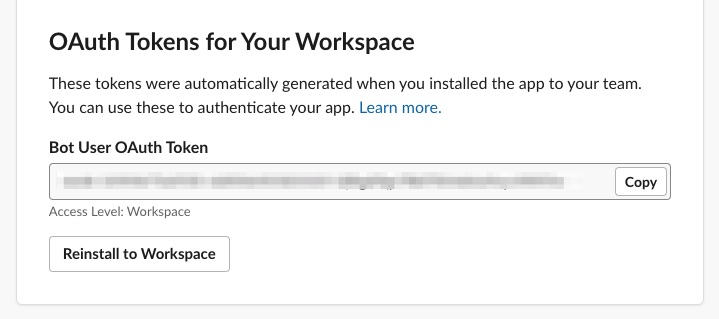 OAuth Tokens for Your Workspace
These tokens were automatically generated when you installed the app to your team.
You can use these to authenticate your app. Learn more.
Bot User OAuth Token
Copy
Access Level: Workspace
Reinstall to Workspace